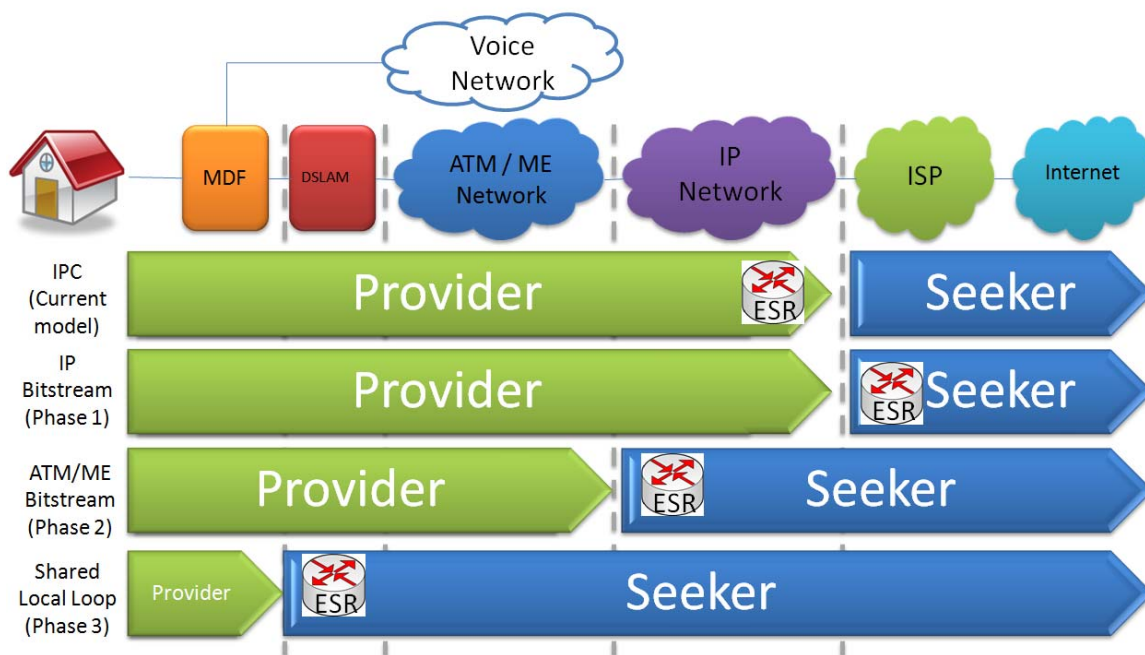 Voice
Network
MDF
DSLAM
ATM / ME
Network
IP
Network
ISP
Internet
IPC
(Current
model)
Provider
ESR
Seeker
IP
Bitstream
(Phase 1)
Provider
ESR
Seeker
ATM/ME
Bitstream
(Phase 2)
Provider
ESR
Seeker
Shared
Local Loop
(Phase 3)
Provider
ESR
Seeker